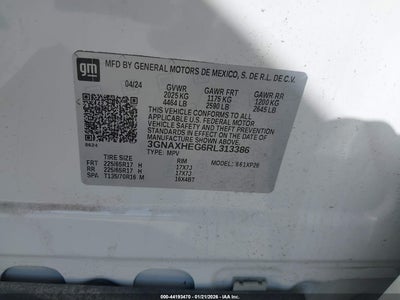 gm
MFD BY GENERAL MOTORS DE MEXICO, S. DE R.L. DE C.V.
04/24 GVWR GAWR FRT GAWR RR
2025 KG 1175 KG 1200 KG
4464 LB 2590 LB 2645 LB
THIS VEHICLE CONFORMS TO ALL
APPLICABLE U.S. FEDERAL MOTOR
VEHICLE SAFETY, BUMPER, AND
THEFT PREVENTION STANDARDS
IN EFFECT ON THE DATE OF
MANUFACTURE SHOWN ABOVE.
3GNAXHEG6RL313386
TYPE: MPV MODEL: 861XP26
TIRE SIZE RIM
FRT 225/65R17 H 17X7J
RR 225/65R17 H 17X7J
SPA T135/70R16 M 16X4BT
000-44193470 - 01/21/2026 - IAA